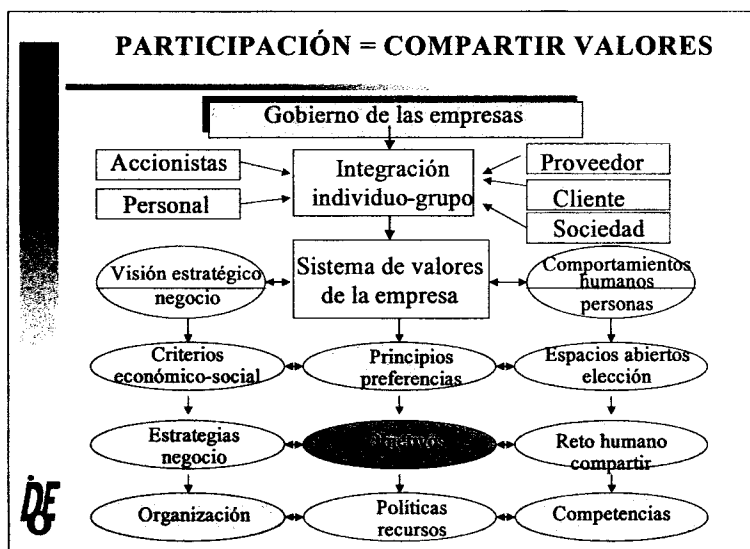 PARTICIPACIÓN = COMPARTIR VALORES
Gobierno de las empresas
Accionistas
Personal
Integración
individuo-grupo
Proveedor
Cliente
Sociedad
Visión estratégico
negocio
Sistema de valores
de la empresa
Comportamientos
humanos
personas
Criterios
económico-social
Principios
preferencias
Espacios abiertos
elección
Estrategias
negocio
Objetivos
Reto humano
compartir
Organización
Políticas
recursos
Competencias